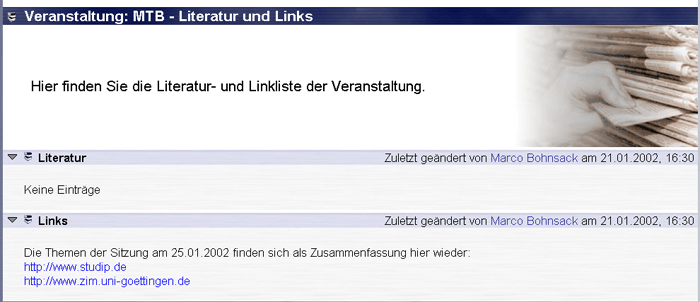 Veranstaltung: MTB - Literatur und Links
Hier finden Sie die Literatur- und Linkliste der Veranstaltung.
Literatur Zuletzt geändert von Marco Bohnsack am 21.01.2002, 16:30
Keine Einträge
Links Zuletzt geändert von Marco Bohnsack am 21.01.2002, 16:30
Die Themen der Sitzung am 25.01.2002 finden sich als Zusammenfassung hier wieder:
http://www.studip.de
http://www.zim.uni-goettingen.de